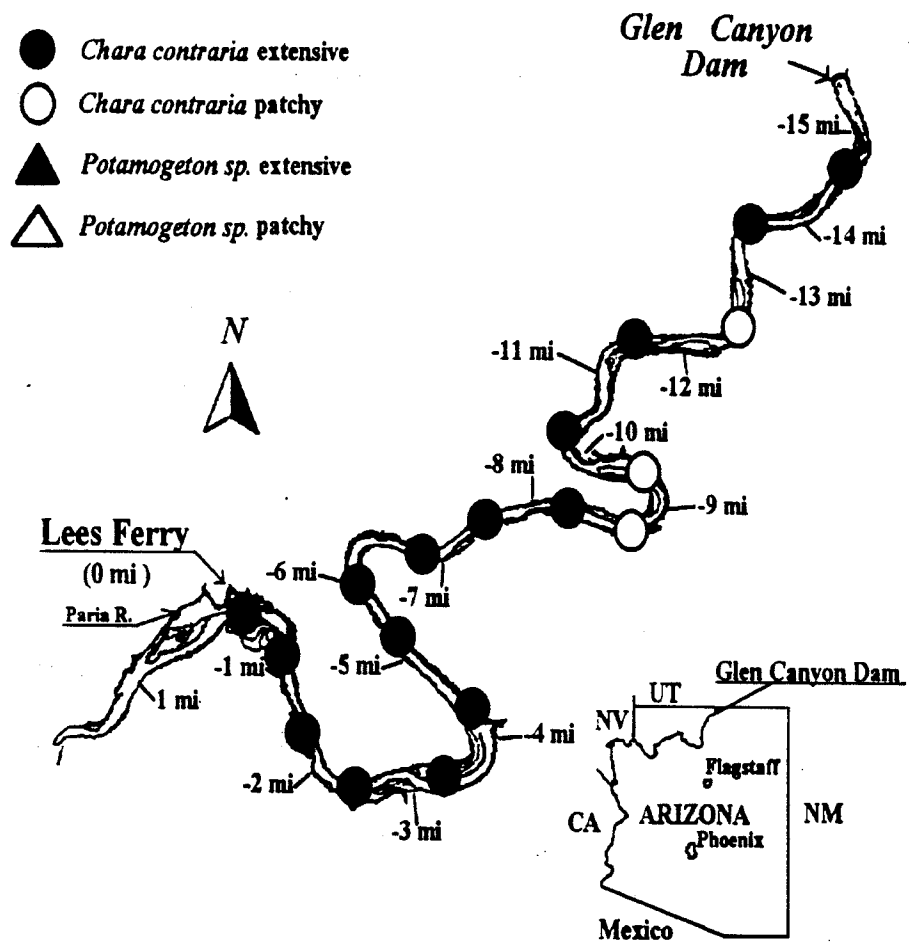 Chara contraria extensive
Chara contraria patchy
Potamogeton sp. extensive
Potamogeton sp. patchy
Glen Canyon
Dam
-15 mi
-14 mi
-13 mi
-12 mi
-11 mi
-10 mi
-9 mi
-8 mi
-7 mi
-6 mi
-5 mi
-4 mi
-3 mi
-2 mi
-1 mi
N
Lees Ferry
(0 mi)
Paria R.
1 mi
Glen Canyon Dam
UT
NV
Flagstaff
CA
ARIZONA
NM
Phoenix
Mexico